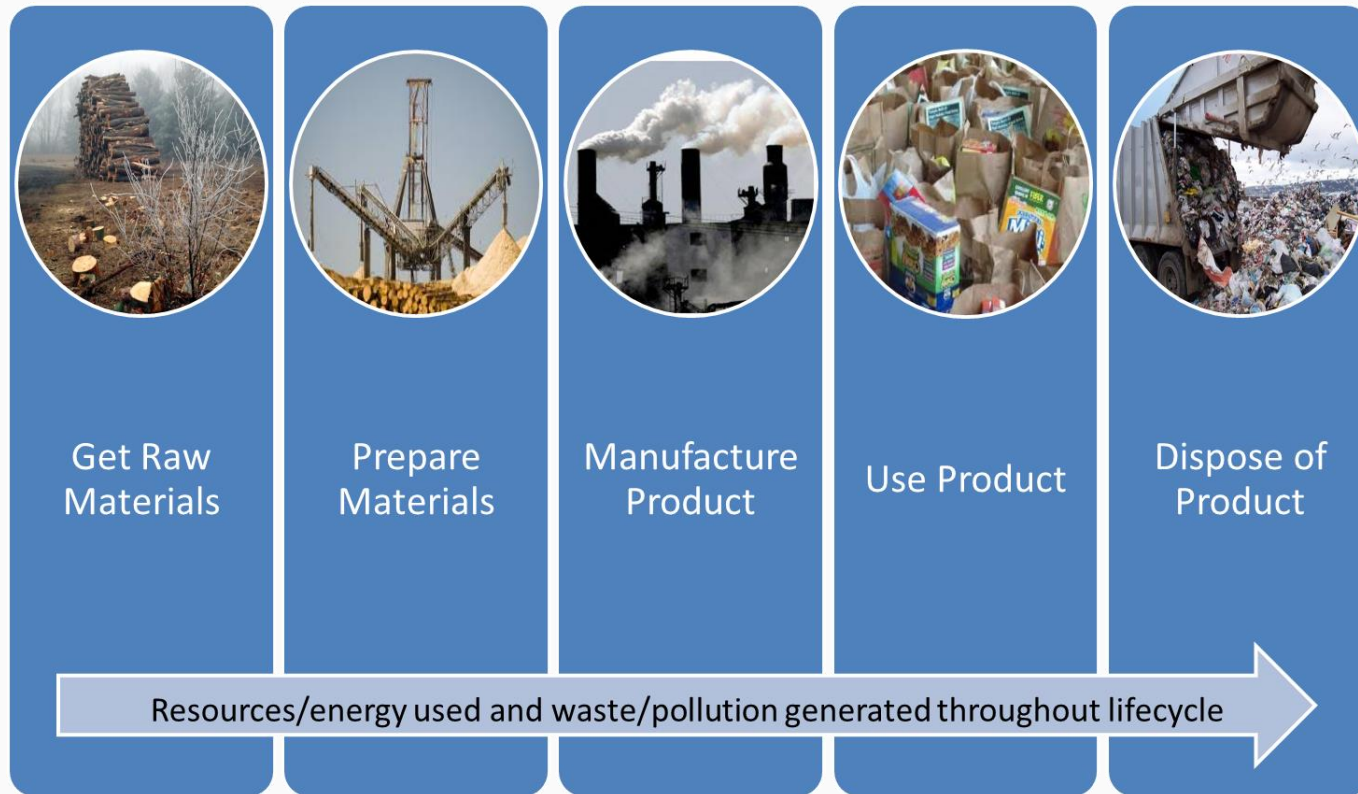 Get Raw
Materials
Prepare
Materials
Manufacture
Product
Use Product
Dispose of
Product
Resources/energy used and waste/pollution generated throughout lifecycle